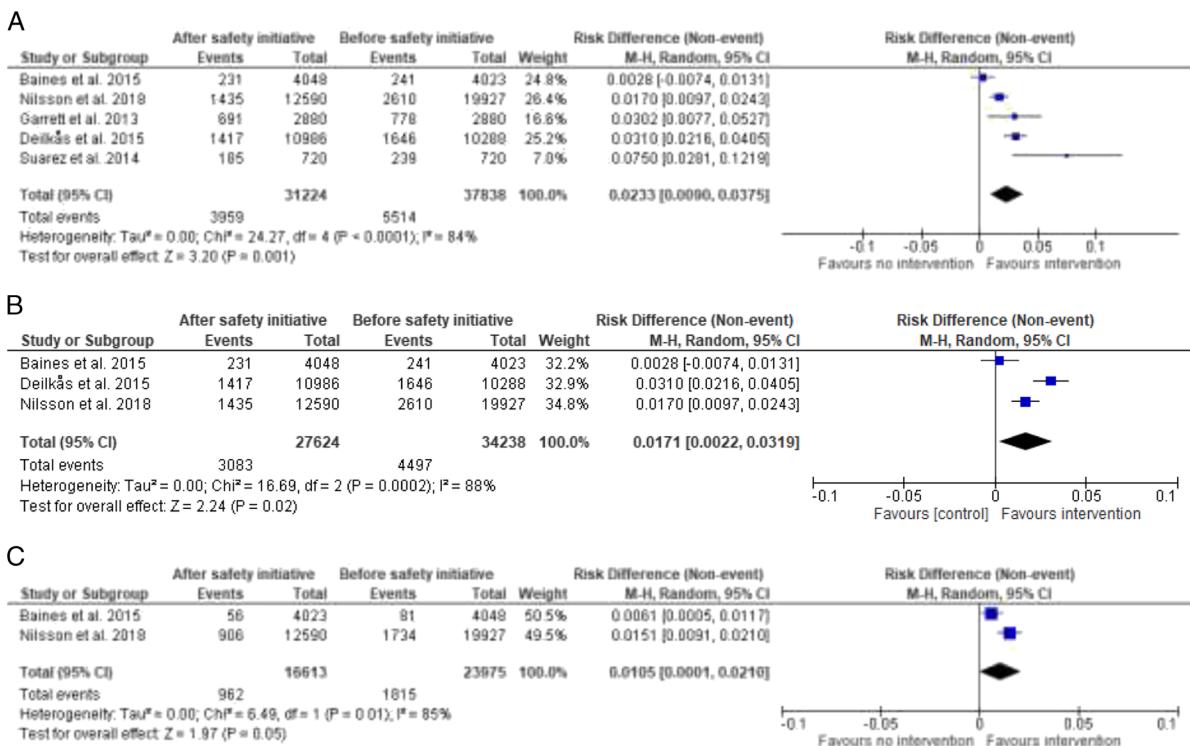 A
After safety initiative Before safety initiative Risk Difference (Non-event) Risk Difference (Non-event)
Study or Subgroup Events Total Events Total Weight M-H, Random, 95% CI M-H, Random, 95% CI
Baines et al. 2015 231 4048 241 4023 24.8% 0.0028 [-0.0074, 0.0131]
Nilsson et al. 2018 1435 12590 2610 19927 26.4% 0.0170 [0.0097, 0.0243]
Garrett et al. 2013 691 2880 778 2880 16.6% 0.0302 [0.0077, 0.0527]
Deilkås et al. 2015 1417 10986 1646 10288 25.2% 0.0310 [0.0216, 0.0405]
Suarez et al. 2014 185 720 239 720 7.0% 0.0750 [0.0281, 0.1219]
Total (95% CI) 31224 37838 100.0% 0.0233 [0.0090, 0.0375]
Total events 3959 5514
Heterogeneity: Tau² = 0.00; Chi² = 24.27, df = 4 (P < 0.0001); I² = 84%
Test for overall effect: Z = 3.20 (P = 0.001)
-0.1 -0.05 0 0.05 0.1
Favours no intervention Favours intervention
B
After safety initiative Before safety initiative Risk Difference (Non-event) Risk Difference (Non-event)
Study or Subgroup Events Total Events Total Weight M-H, Random, 95% CI M-H, Random, 95% CI
Baines et al. 2015 231 4048 241 4023 32.2% 0.0028 [-0.0074, 0.0131]
Deilkås et al. 2015 1417 10986 1646 10288 32.9% 0.0310 [0.0216, 0.0405]
Nilsson et al. 2018 1435 12590 2610 19927 34.8% 0.0170 [0.0097, 0.0243]
Total (95% CI) 27624 34238 100.0% 0.0171 [0.0022, 0.0319]
Total events 3083 4497
Heterogeneity: Tau² = 0.00; Chi² = 16.69, df = 2 (P = 0.0002); I² = 88%
Test for overall effect: Z = 2.24 (P = 0.02)
-0.1 -0.05 0 0.05 0.1
Favours [control] Favours intervention
C
After safety initiative Before safety initiative Risk Difference (Non-event) Risk Difference (Non-event)
Study or Subgroup Events Total Events Total Weight M-H, Random, 95% CI M-H, Random, 95% CI
Baines et al. 2015 56 4023 81 4048 50.5% 0.0061 [0.0005, 0.0117]
Nilsson et al. 2018 906 12590 1734 19927 49.5% 0.0151 [0.0091, 0.0210]
Total (95% CI) 16613 23975 100.0% 0.0105 [0.0001, 0.0210]
Total events 962 1815
Heterogeneity: Tau² = 0.00; Chi² = 6.49, df = 1 (P = 0.01); I² = 85%
Test for overall effect: Z = 1.97 (P = 0.05)
-0.1 -0.05 0 0.05 0.1
Favours no intervention Favours intervention